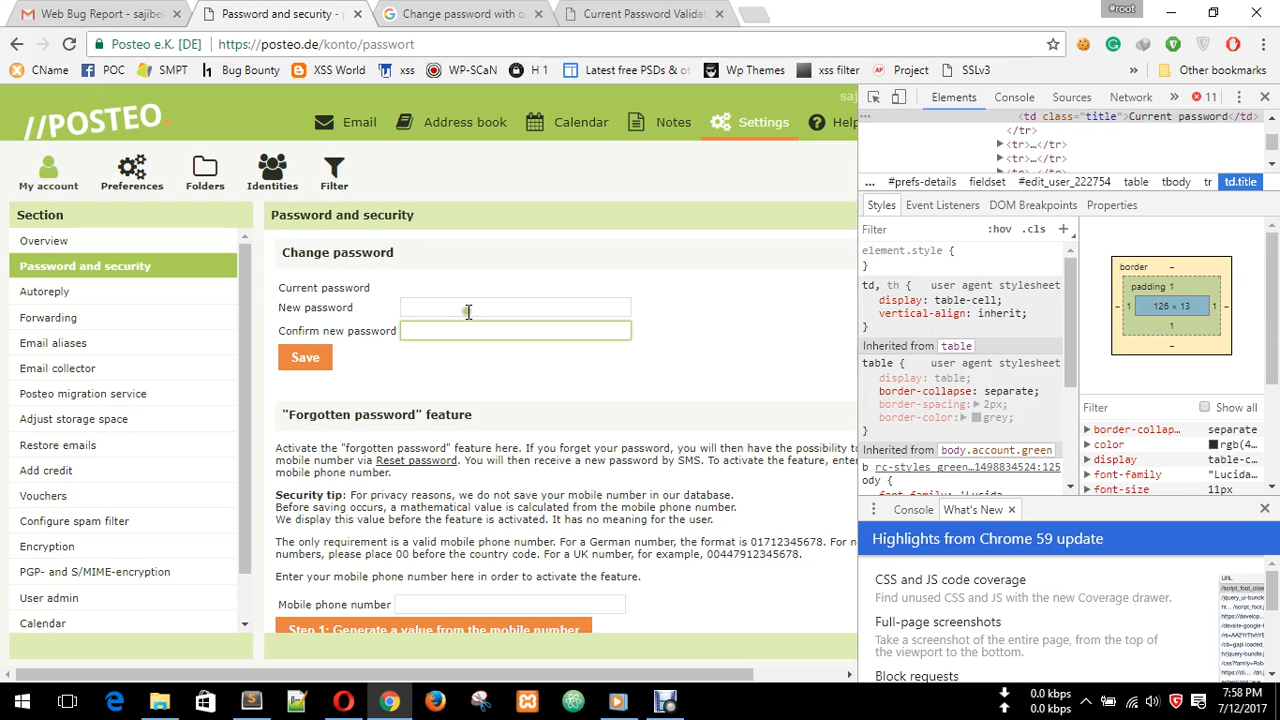 Web Bug Report - sajibe
Password and security -
Change password with o
Current Password Valida
#root
Posteo e.K. [DE]
https://posteo.de/konto/passwort
CName
POC
SMPT
Bug Bounty
XSS World
xss
WP-SCaN
H 1
Latest free PSDs & ot
Wp Themes
xss filter
Project
SSLv3
Other bookmarks
//POSTEO
Email
Address book
Calendar
Notes
Settings
Help
My account
Preferences
Folders
Identities
Filter
Section
Overview
Password and security
Autoreply
Forwarding
Email aliases
Email collector
Posteo migration service
Adjust storage space
Restore emails
Add credit
Vouchers
Configure spam filter
Encryption
PGP- and S/MIME-encryption
User admin
Calendar
Password and security
Change password
Current password
New password
Confirm new password
Save
"Forgotten password" feature
Activate the "forgotten password" feature here. If you forget your password, you will then have the possibility to
mobile number via Reset password. You will then receive a new password by SMS. To activate the feature, enter
mobile phone number.
Security tip: For privacy reasons, we do not save your mobile number in our database.
Before saving occurs, a mathematical value is calculated from the mobile phone number.
We display this value before the feature is activated. It has no meaning for the user.
The only requirement is a valid mobile phone number. For a German number, the format is 01712345678. For no
numbers, please place 00 before the country code. For a UK number, for example, 00447912345678.
Enter your mobile phone number here in order to activate the feature.
Mobile phone number
Step 1: Generate a value from the mobile number
Elements
Console
Sources
Network
11
<td class="title">Current password</td>
</tr>
<tr>…</tr>
<tr>…</tr>
... #prefs-details fieldset #edit_user_222754 table tbody tr td.title
Styles
Event Listeners
DOM Breakpoints
Properties
Filter
:hov .cls +
element.style {
}
td, th { user agent stylesheet
display: table-cell;
vertical-align: inherit;
}
Inherited from table
table { user agent stylesheet
display: table;
border-collapse: separate;
border-spacing: 2px;
border-color: grey;
}
Inherited from body.account.green
b rc-styles green…1498834524:125
ody {
border –
padding 1
1
126 × 13
1
1
–
Filter
Show all
border-collap… separate
color rgb(4
display table-c
font-family "Lucida
font-size 11px
Console
What's New
Highlights from Chrome 59 update
CSS and JS code coverage
Find unused CSS and JS with the new Coverage drawer.
Full-page screenshots
Take a screenshot of the entire page, from the top of
the viewport to the bottom.
Block requests
0.0 kbps
0.0 kbps
7:58 PM
7/12/2017